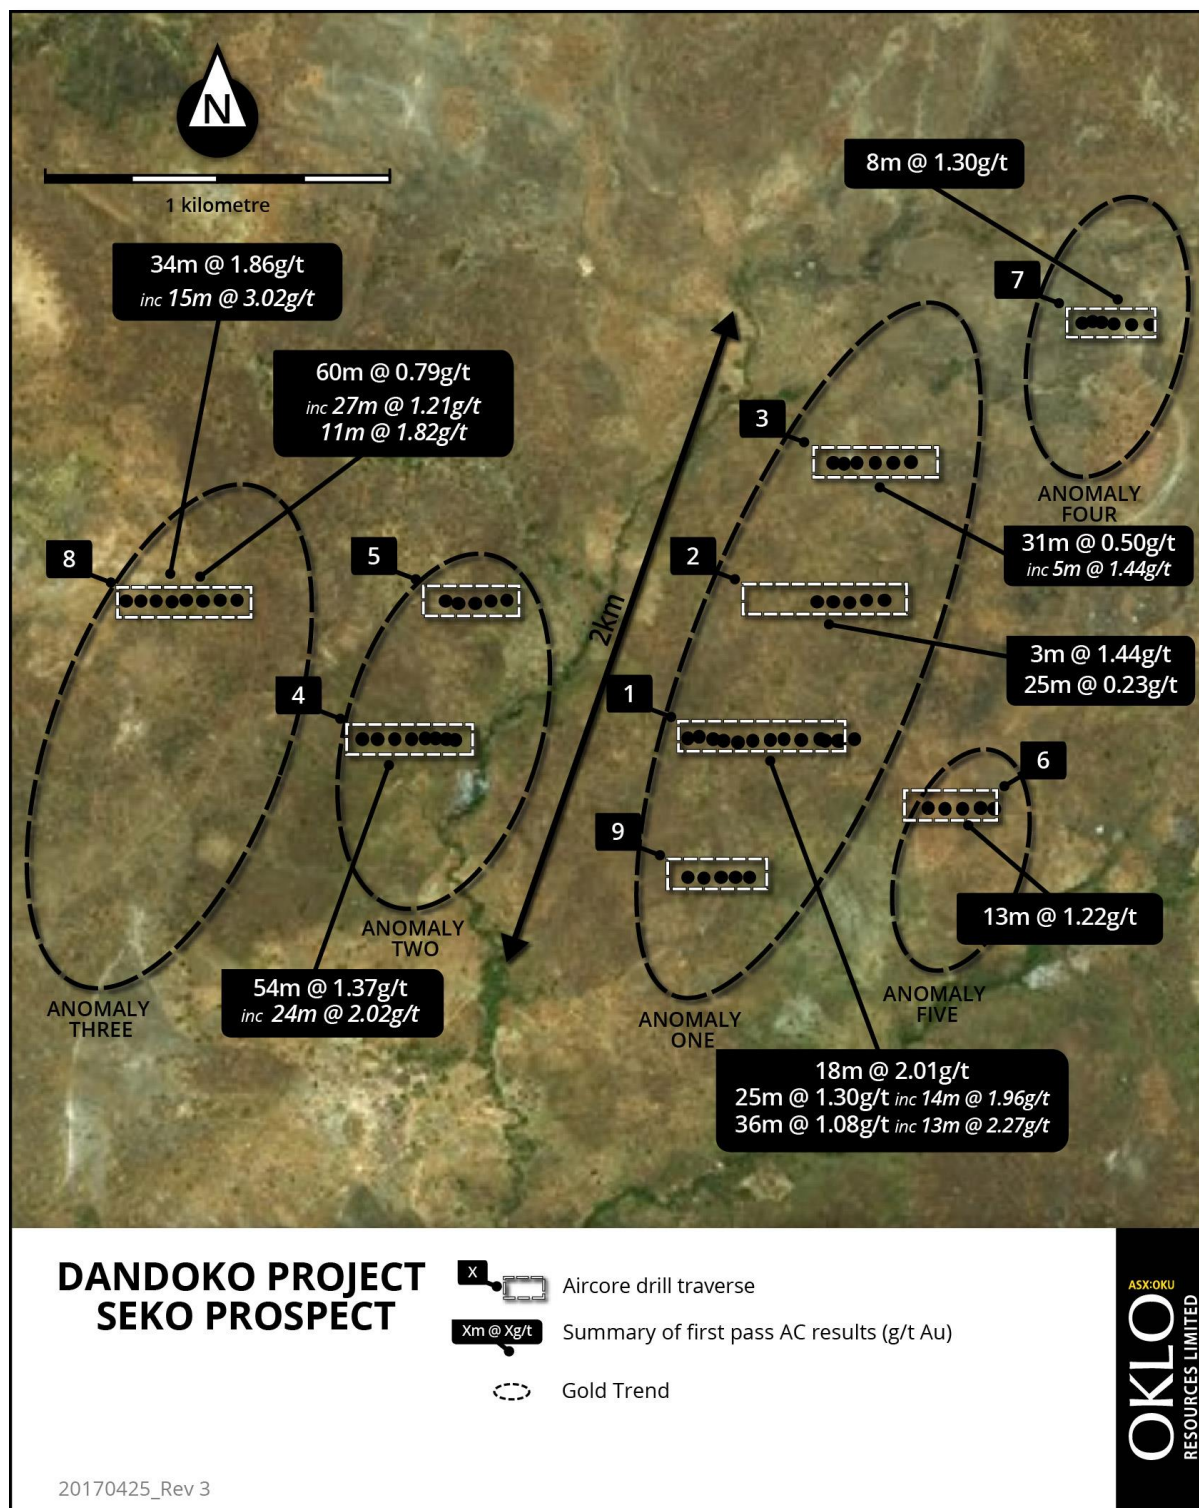 N
1 kilometre
8m @ 1.30g/t
7
34m @ 1.86g/t
inc 15m @ 3.02g/t
60m @ 0.79g/t
inc 27m @ 1.21g/t
11m @ 1.82g/t
3
ANOMALY
FOUR
31m @ 0.50g/t
inc 5m @ 1.44g/t
8
5
2
2km
3m @ 1.44g/t
25m @ 0.23g/t
4
1
6
9
13m @ 1.22g/t
ANOMALY
TWO
54m @ 1.37g/t
inc 24m @ 2.02g/t
ANOMALY
THREE
ANOMALY
ONE
ANOMALY
FIVE
18m @ 2.01g/t
25m @ 1.30g/t inc 14m @ 1.96g/t
36m @ 1.08g/t inc 13m @ 2.27g/t
DANDOKO PROJECT
SEKO PROSPECT
X
Aircore drill traverse
Xm @ Xg/t
Summary of first pass AC results (g/t Au)
Gold Trend
ASX:OKU
OKLO
RESOURCES LIMITED
20170425_Rev 3